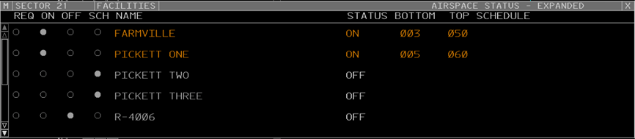 M SECTOR 21 FACILITIES AIRSPACE STATUS - EXPANDED X
REQ ON OFF SCH NAME STATUS BOTTOM TOP SCHEDULE
FARMVILLE ON 003 050
PICKETT ONE ON 005 060
PICKETT TWO OFF
PICKETT THREE OFF
R-4006 OFF